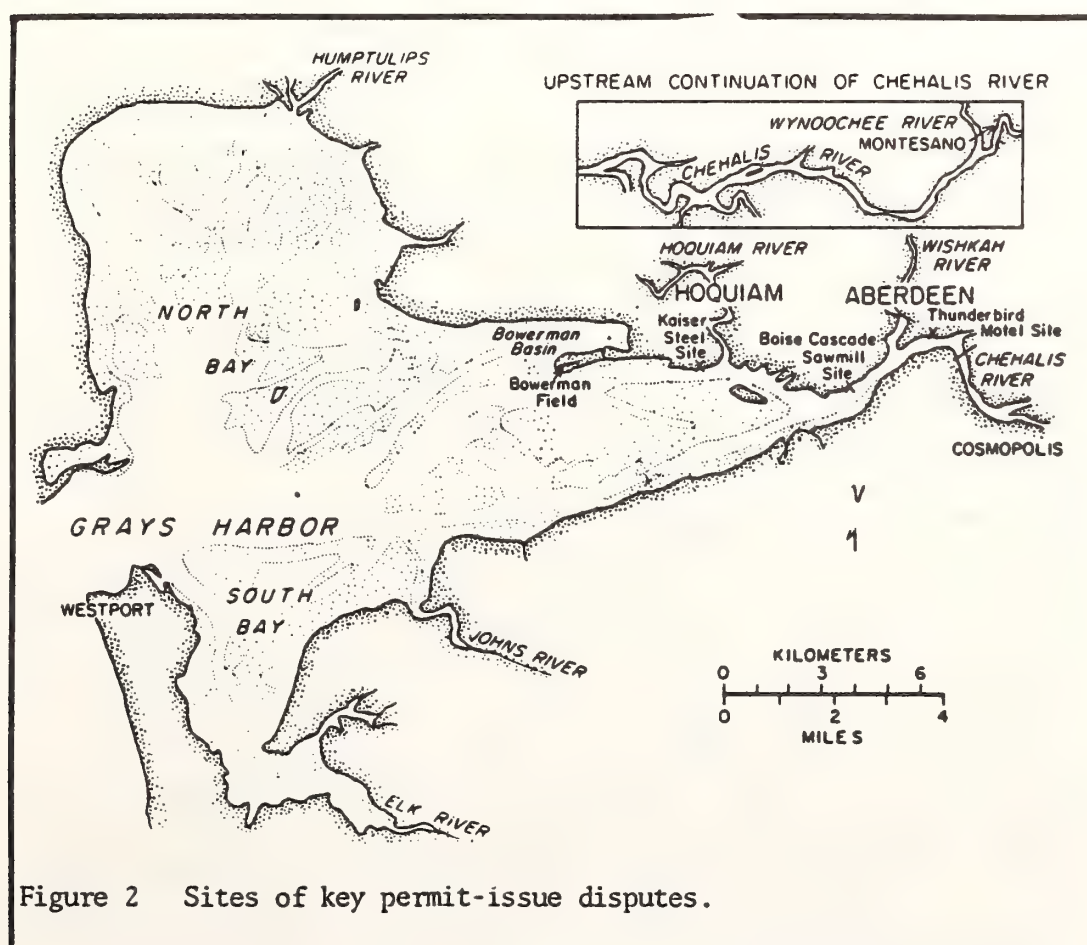 HUMPTULIPS
RIVER
UPSTREAM CONTINUATION OF CHEHALIS RIVER
WYNOOCHEE RIVER
MONTESANO
CHEHALIS RIVER
HOQUIAM RIVER
WISHKAH
RIVER
HOQUIAM
ABERDEEN
NORTH
BAY
Bowerman
Basin
Bowerman
Field
Kaiser
Steel
Site
Boise Cascade
Sawmill
Site
Thunderbird
Motel Site
CHEHALIS
RIVER
COSMOPOLIS
GRAYS HARBOR
WESTPORT
SOUTH
BAY
JOHNS RIVER
ELK RIVER
KILOMETERS
0 3 6
0 2 4
MILES
Figure 2 Sites of key permit-issue disputes.